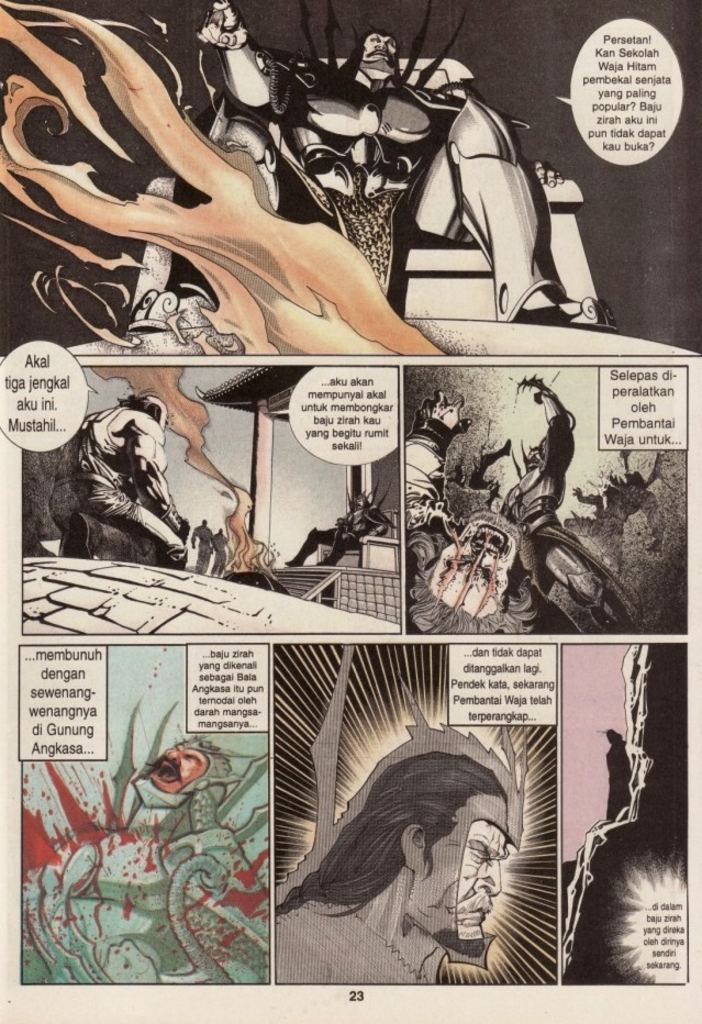 Persetan!
Kan Sekolah
Waja Hitam
pembekal senjata
yang paling
popular? Baju
zirah aku ini
pun tidak dapat
kau buka?
Akal
tiga jengkal
aku ini.
Mustahil...
...aku akan
mempunyai akal
untuk membongkar
baju zirah kau
yang begitu rumit
sekali!
Selepas di-
peralatkan
oleh
Pembantai
Waja untuk...
...membunuh
dengan
sewenang-
wenangnya
di Gunung
Angkasa...
...baju zirah
yang dikenali
sebagai Bala
Angkasa itu pun
ternodai oleh
darah mangsa-
mangsanya...
...dan tidak dapat
ditanggalkan lagi.
Pendek kata, sekarang
Pembantai Waja telah
terperangkap...
...di dalam
baju zirah
yang direka
oleh dirinya
sendiri
sekarang.
23